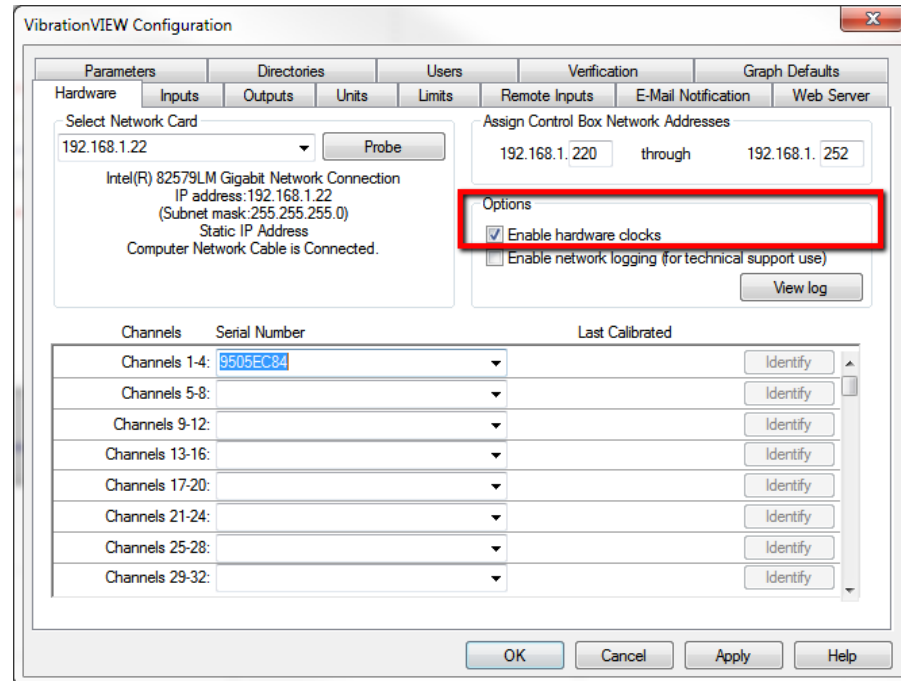 VibrationVIEW Configuration
Parameters Directories Users Verification Graph Defaults
Hardware Inputs Outputs Units Limits Remote Inputs E-Mail Notification Web Server
Select Network Card
192.168.1.22 Probe
Intel(R) 82579LM Gigabit Network Connection
IP address:192.168.1.22
(Subnet mask:255.255.255.0)
Static IP Address
Computer Network Cable is Connected.
Assign Control Box Network Addresses
192.168.1. 220 through 192.168.1. 252
Options
Enable hardware clocks
Enable network logging (for technical support use)
View log
Channels Serial Number Last Calibrated
Channels 1-4: 9505EC84 Identify
Channels 5-8: Identify
Channels 9-12: Identify
Channels 13-16: Identify
Channels 17-20: Identify
Channels 21-24: Identify
Channels 25-28: Identify
Channels 29-32: Identify
OK Cancel Apply Help